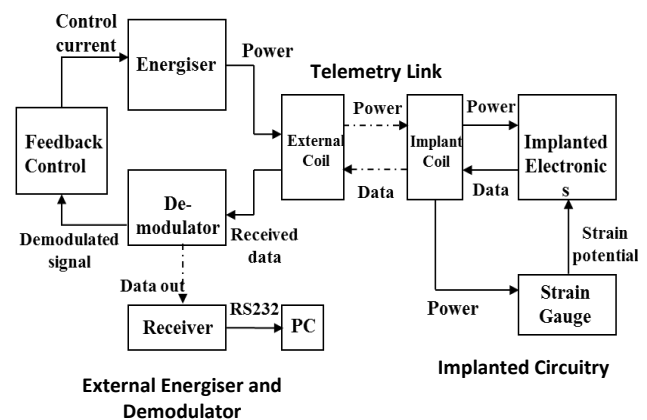 Control
current
Energiser
Power
Telemetry Link
Power
Power
Feedback
Control
External
Coil
Implant
Coil
Implanted
Electronic
s
De-
modulator
Data
Data
Demodulated
signal
Received
data
Strain
potential
Data out
RS232
Power
Strain
Gauge
Receiver
PC
Implanted Circuitry
External Energiser and
Demodulator